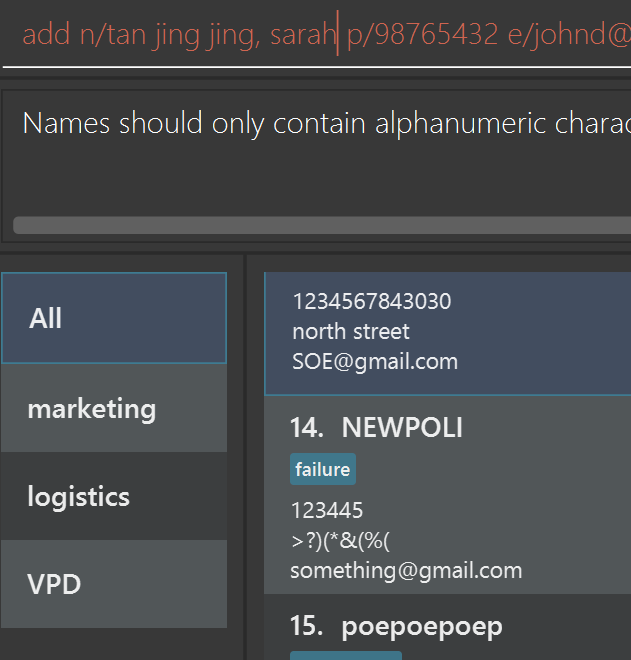 add n/tan jing jing, sarah p/98765432 e/johnd@
Names should only contain alphanumeric charac
All
marketing
logistics
VPD
1234567843030
north street
SOE@gmail.com
14. NEWPOLI
failure
123445
>?)(*&(%(
something@gmail.com
15. poepoepoep